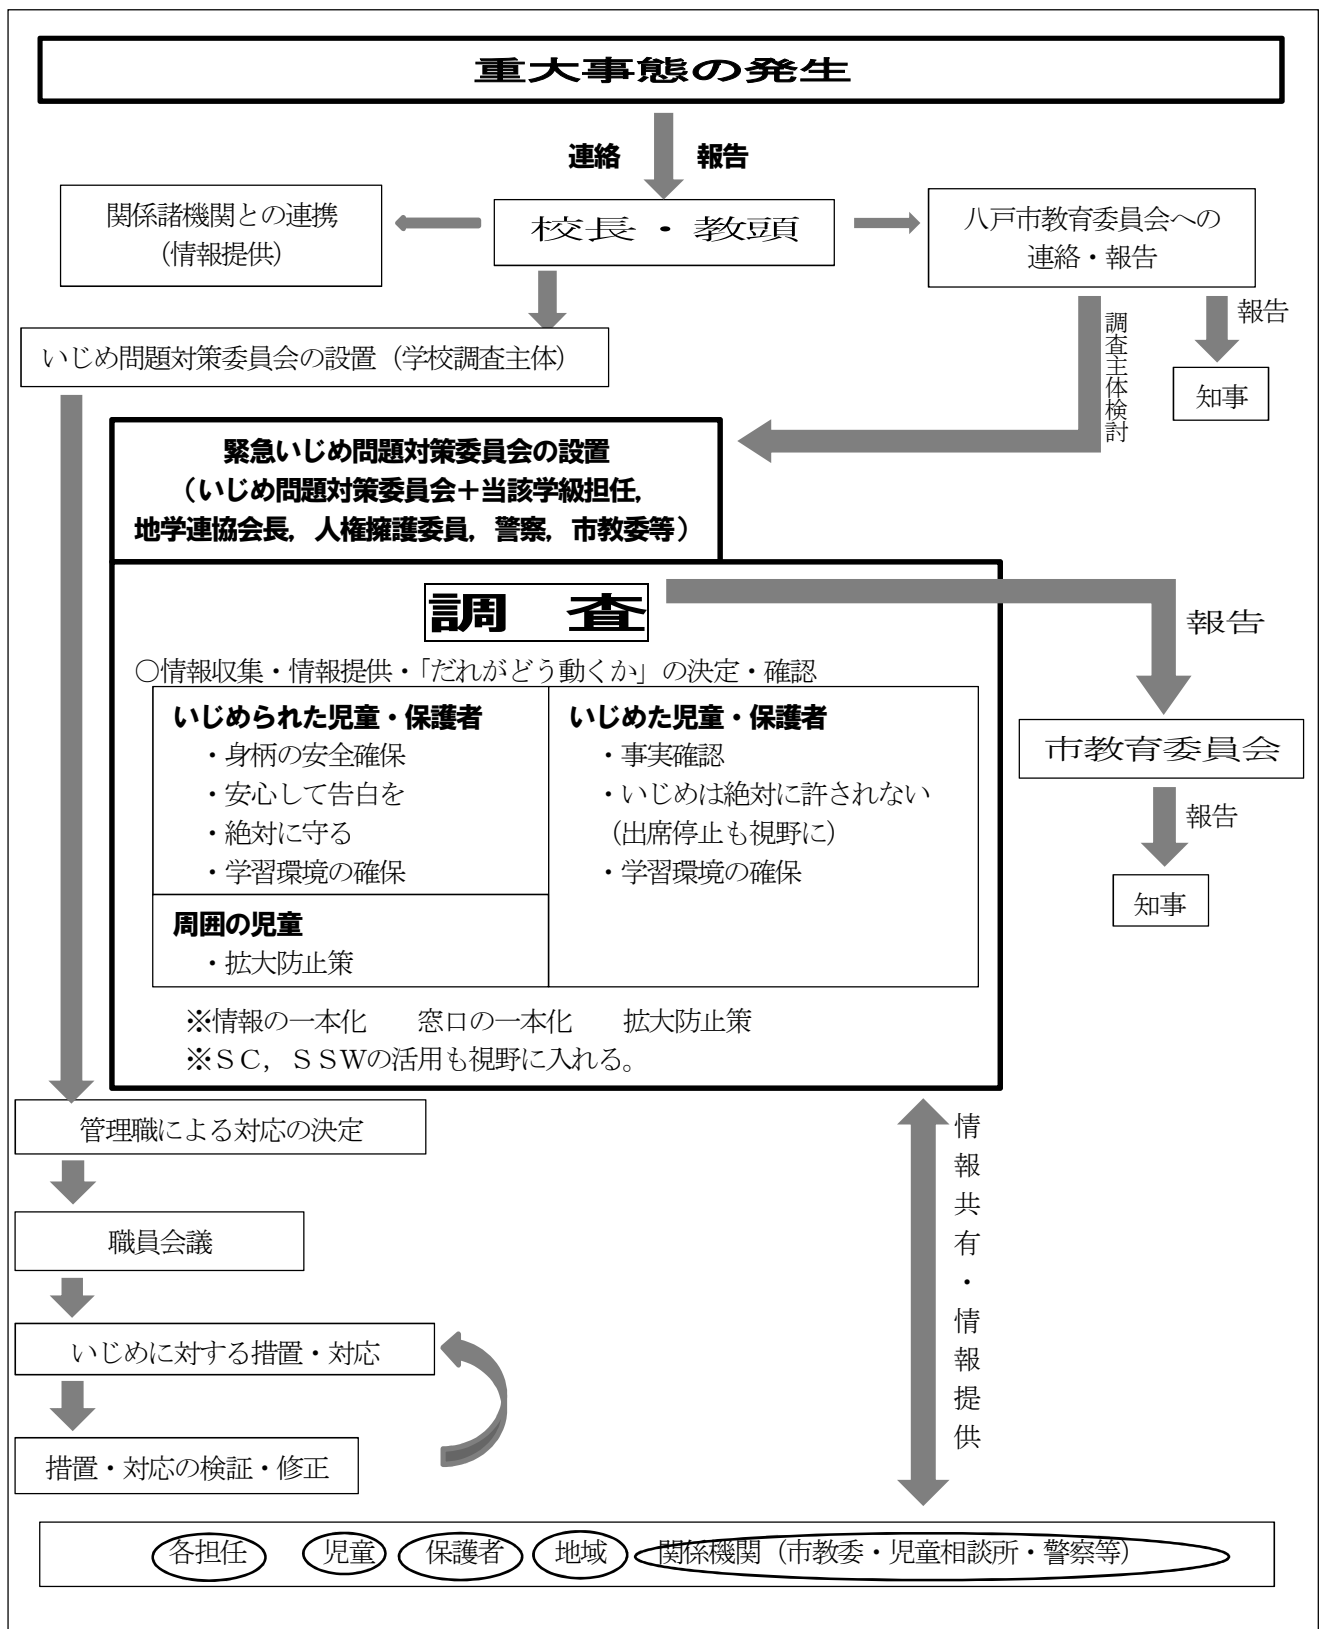 重大事態の発生
連絡　報告
関係諸機関との連携
（情報提供）
校長・教頭
八戸市教育委員会への
連絡・報告
報告
知事
調査主体検討
いじめ問題対策委員会の設置（学校調査主体）
緊急いじめ問題対策委員会の設置
（いじめ問題対策委員会＋当該学級担任，
地学連協会長，人権擁護委員，警察，市教委等）
調　査
○情報収集・情報提供・「だれがどう動くか」の決定・確認
いじめられた児童・保護者
・身柄の安全確保
・安心して告白を
・絶対に守る
・学習環境の確保
周囲の児童
・拡大防止策
いじめた児童・保護者
・事実確認
・いじめは絶対に許されない
（出席停止も視野に）
・学習環境の確保
※情報の一本化　　窓口の一本化　　拡大防止策
※ＳＣ，ＳＳＷの活用も視野に入れる。
報告
市教育委員会
報告
知事
管理職による対応の決定
職員会議
いじめに対する措置・対応
措置・対応の検証・修正
情報共有・情報提供
各担任　児童　保護者　地域　関係機関（市教委・児童相談所・警察等）